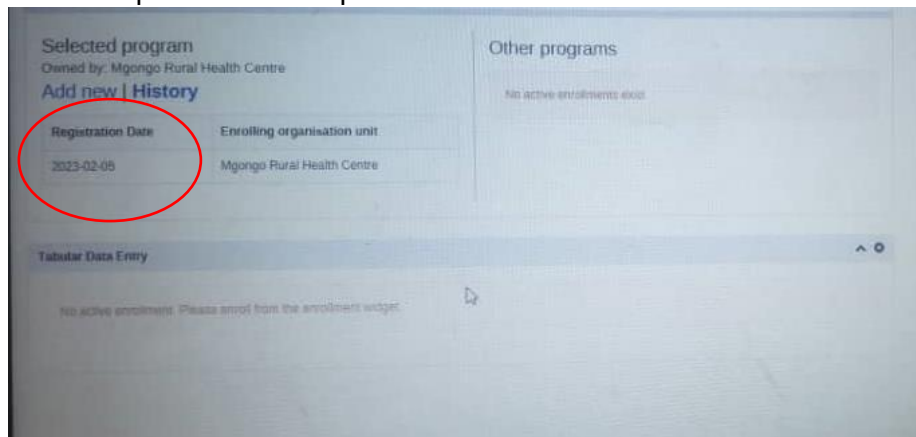 Selected program
Owned by: Mgongo Rural Health Centre
Add new | History
Registration Date Enrolling organisation unit
2023-02-05 Mgongo Rural Health Centre
Other programs
No active enrollments exist
Tabular Data Entry
No active enrollment. Please enroll from the enrollment widget.